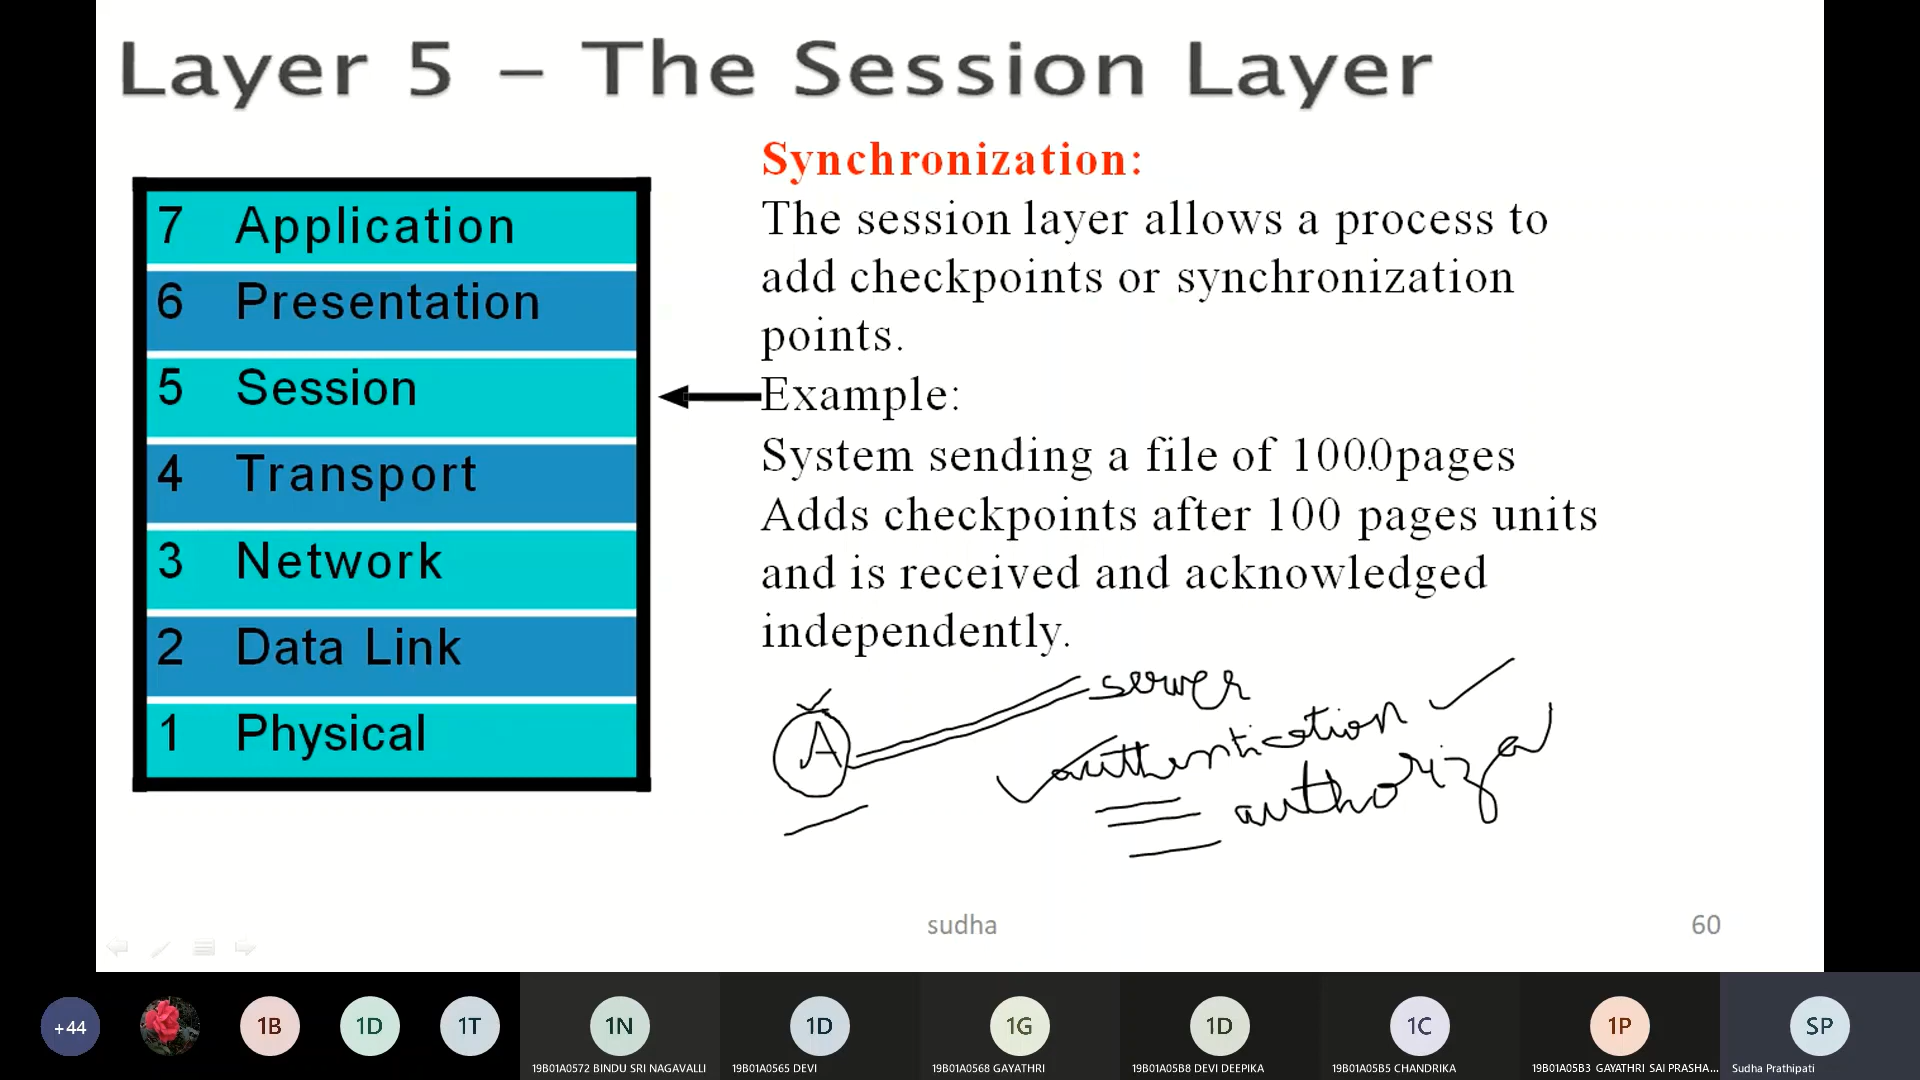 Layer 5 – The Session Layer
7 Application
6 Presentation
5 Session
4 Transport
3 Network
2 Data Link
1 Physical
Synchronization:
The session layer allows a process to
add checkpoints or synchronization
points.
Example:
System sending a file of 1000pages
Adds checkpoints after 100 pages units
and is received and acknowledged
independently.
A
server
authentication
authoriza
sudha
60
+44
1B
1D
1T
1N
19B01A0572 BINDU SRI NAGAVALLI
1D
19B01A0565 DEVI
1G
19B01A0568 GAYATHRI
1D
19B01A05B8 DEVI DEEPIKA
1C
19B01A05B5 CHANDRIKA
1P
19B01A05B3 GAYATHRI SAI PRASHA...
SP
Sudha Prathipati